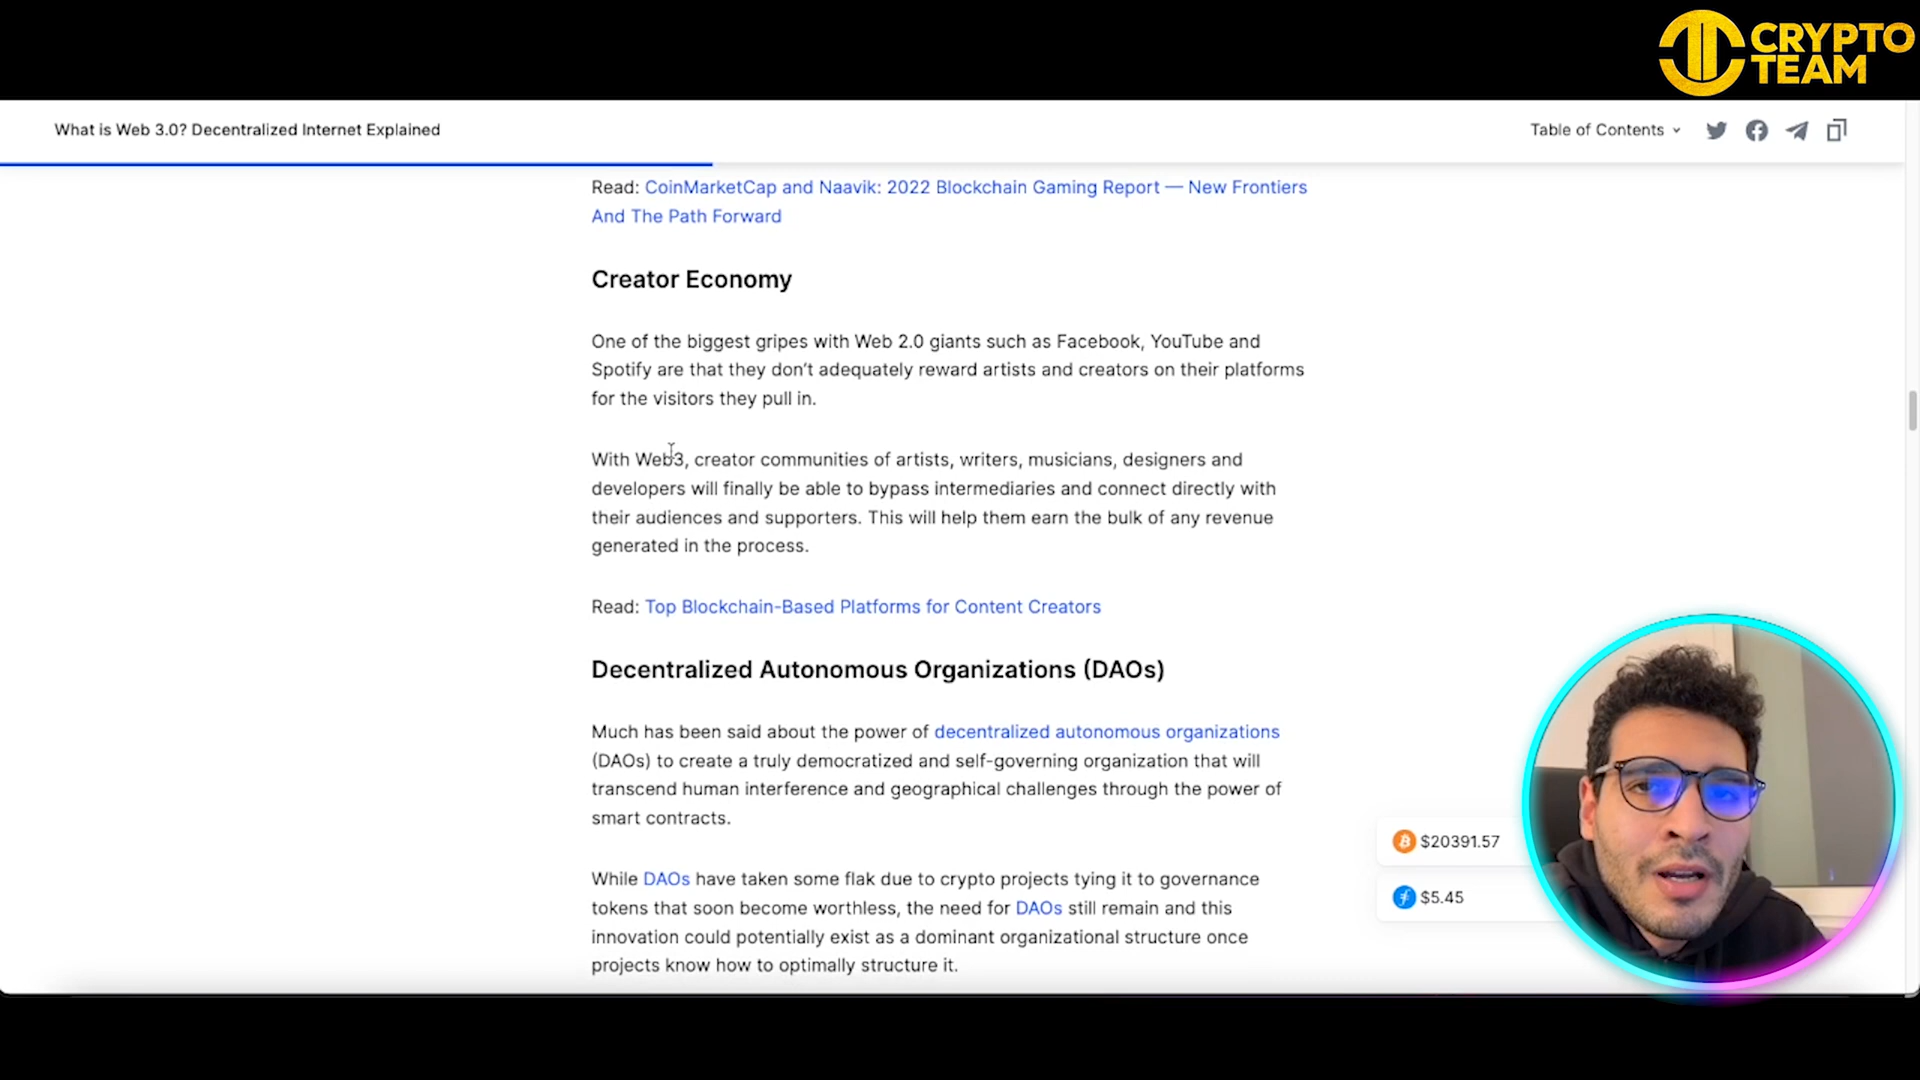 CRYPTO
TEAM
What is Web 3.0? Decentralized Internet Explained
Table of Contents
Read: CoinMarketCap and Naavik: 2022 Blockchain Gaming Report — New Frontiers
And The Path Forward
Creator Economy
One of the biggest gripes with Web 2.0 giants such as Facebook, YouTube and
Spotify are that they don’t adequately reward artists and creators on their platforms
for the visitors they pull in.
With Web3, creator communities of artists, writers, musicians, designers and
developers will finally be able to bypass intermediaries and connect directly with
their audiences and supporters. This will help them earn the bulk of any revenue
generated in the process.
Read: Top Blockchain-Based Platforms for Content Creators
Decentralized Autonomous Organizations (DAOs)
Much has been said about the power of decentralized autonomous organizations
(DAOs) to create a truly democratized and self-governing organization that will
transcend human interference and geographical challenges through the power of
smart contracts.
$20391.57
While DAOs have taken some flak due to crypto projects tying it to governance
$5.45
tokens that soon become worthless, the need for DAOs still remain and this
innovation could potentially exist as a dominant organizational structure once
projects know how to optimally structure it.